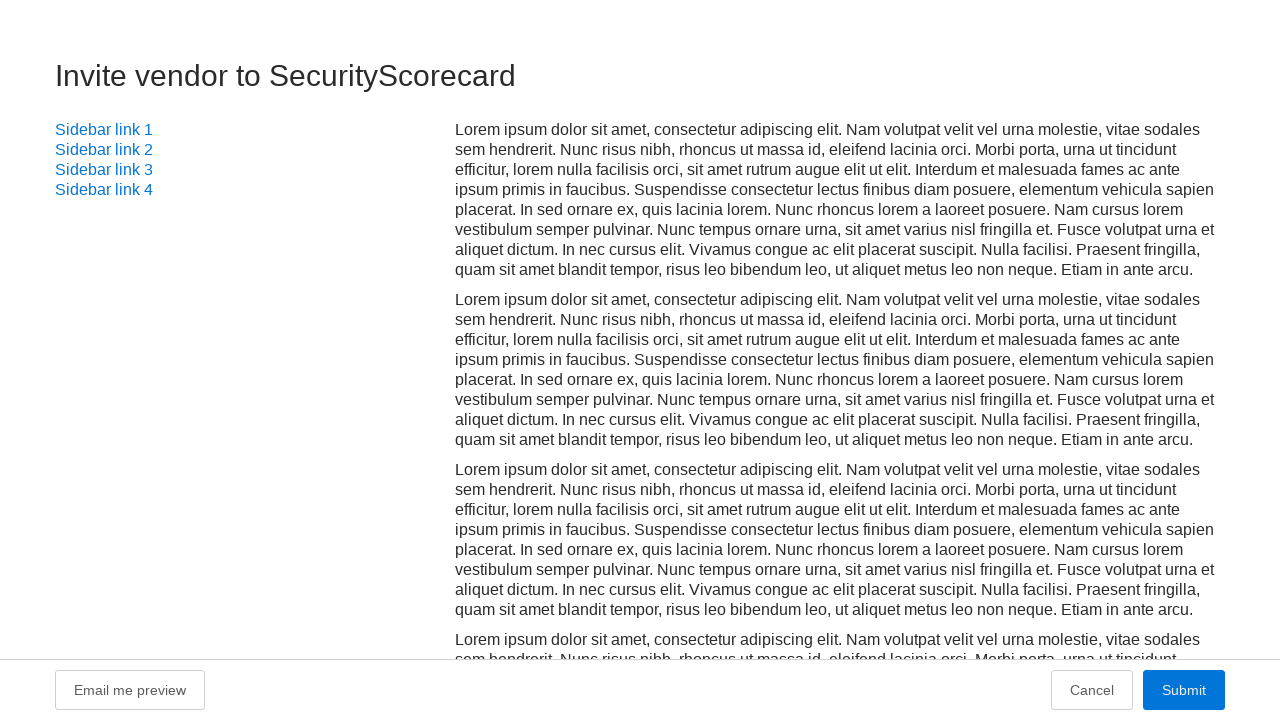 Invite vendor to SecurityScorecard
Sidebar link 1
Sidebar link 2
Sidebar link 3
Sidebar link 4
Lorem ipsum dolor sit amet, consectetur adipiscing elit. Nam volutpat velit vel urna molestie, vitae sodales
sem hendrerit. Nunc risus nibh, rhoncus ut massa id, eleifend lacinia orci. Morbi porta, urna ut tincidunt
efficitur, lorem nulla facilisis orci, sit amet rutrum augue elit ut elit. Interdum et malesuada fames ac ante
ipsum primis in faucibus. Suspendisse consectetur lectus finibus diam posuere, elementum vehicula sapien
placerat. In sed ornare ex, quis lacinia lorem. Nunc rhoncus lorem a laoreet posuere. Nam cursus lorem
vestibulum semper pulvinar. Nunc tempus ornare urna, sit amet varius nisl fringilla et. Fusce volutpat urna et
aliquet dictum. In nec cursus elit. Vivamus congue ac elit placerat suscipit. Nulla facilisi. Praesent fringilla,
quam sit amet blandit tempor, risus leo bibendum leo, ut aliquet metus leo non neque. Etiam in ante arcu.
Lorem ipsum dolor sit amet, consectetur adipiscing elit. Nam volutpat velit vel urna molestie, vitae sodales
sem hendrerit. Nunc risus nibh, rhoncus ut massa id, eleifend lacinia orci. Morbi porta, urna ut tincidunt
efficitur, lorem nulla facilisis orci, sit amet rutrum augue elit ut elit. Interdum et malesuada fames ac ante
ipsum primis in faucibus. Suspendisse consectetur lectus finibus diam posuere, elementum vehicula sapien
placerat. In sed ornare ex, quis lacinia lorem. Nunc rhoncus lorem a laoreet posuere. Nam cursus lorem
vestibulum semper pulvinar. Nunc tempus ornare urna, sit amet varius nisl fringilla et. Fusce volutpat urna et
aliquet dictum. In nec cursus elit. Vivamus congue ac elit placerat suscipit. Nulla facilisi. Praesent fringilla,
quam sit amet blandit tempor, risus leo bibendum leo, ut aliquet metus leo non neque. Etiam in ante arcu.
Lorem ipsum dolor sit amet, consectetur adipiscing elit. Nam volutpat velit vel urna molestie, vitae sodales
sem hendrerit. Nunc risus nibh, rhoncus ut massa id, eleifend lacinia orci. Morbi porta, urna ut tincidunt
efficitur, lorem nulla facilisis orci, sit amet rutrum augue elit ut elit. Interdum et malesuada fames ac ante
ipsum primis in faucibus. Suspendisse consectetur lectus finibus diam posuere, elementum vehicula sapien
placerat. In sed ornare ex, quis lacinia lorem. Nunc rhoncus lorem a laoreet posuere. Nam cursus lorem
vestibulum semper pulvinar. Nunc tempus ornare urna, sit amet varius nisl fringilla et. Fusce volutpat urna et
aliquet dictum. In nec cursus elit. Vivamus congue ac elit placerat suscipit. Nulla facilisi. Praesent fringilla,
quam sit amet blandit tempor, risus leo bibendum leo, ut aliquet metus leo non neque. Etiam in ante arcu.
Lorem ipsum dolor sit amet, consectetur adipiscing elit. Nam volutpat velit vel urna molestie, vitae sodales
Email me preview
Cancel
Submit